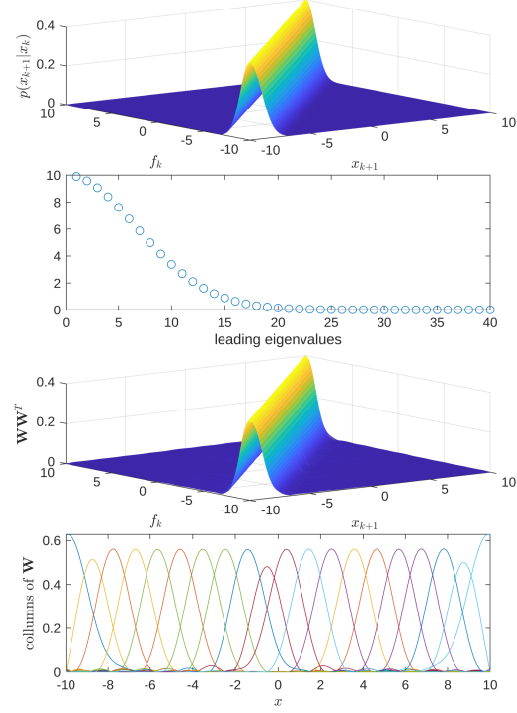 0.4
0.2
0
p(x_{k+1}|x_k)
10 5 0 -5 -10
f_k
-10 -5 0 5 10
x_{k+1}
10
8
6
4
2
0
0 5 10 15 20 25 30 35 40
leading eigenvalues
0.4
0.2
0
WW^T
10 5 0 -5 -10
f_k
-10 -5 0 5 10
x_{k+1}
0.6
0.4
0.2
0
collumns of W
-10 -8 -6 -4 -2 0 2 4 6 8 10
x